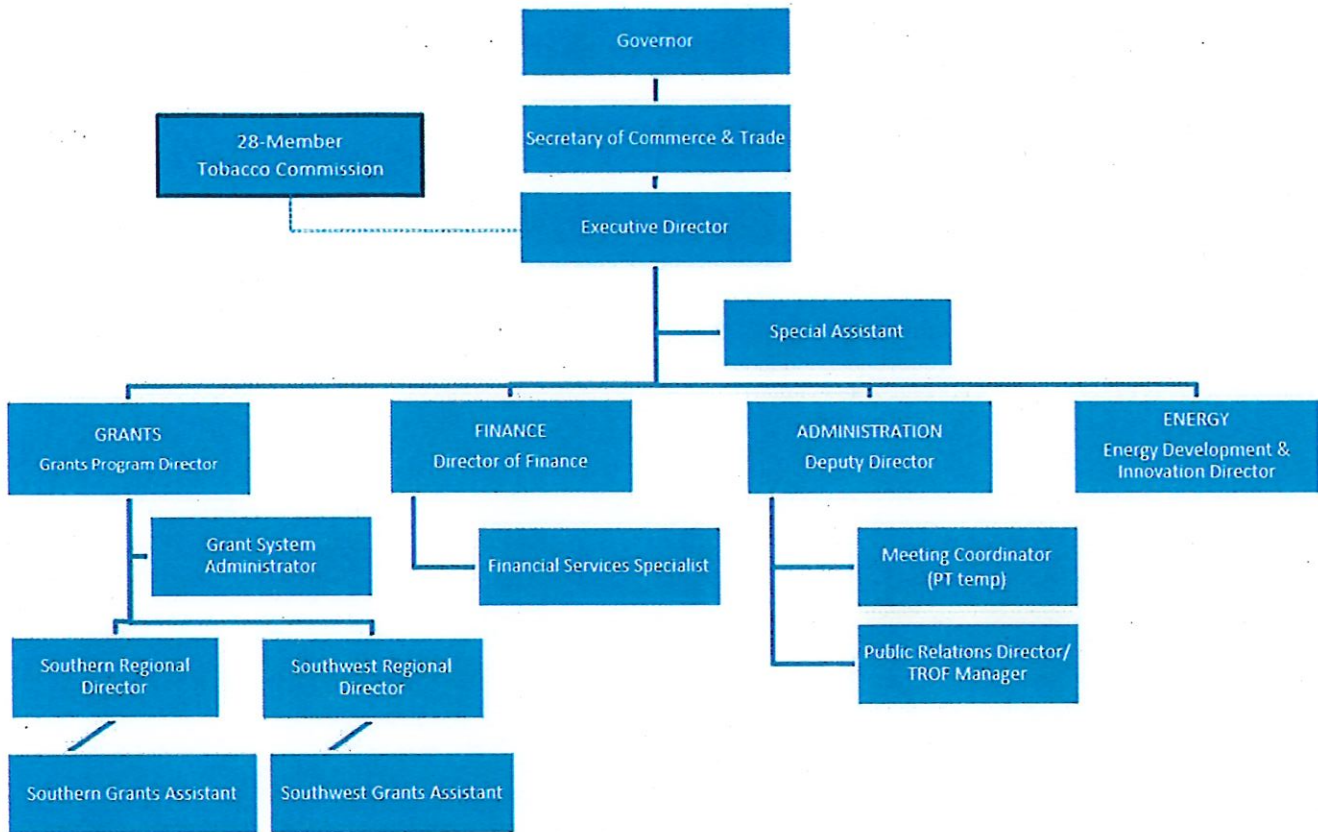 Governor
Secretary of Commerce & Trade
28-Member
Tobacco Commission
Executive Director
Special Assistant
GRANTS
Grants Program Director
FINANCE
Director of Finance
ADMINISTRATION
Deputy Director
ENERGY
Energy Development &
Innovation Director
Grant System
Administrator
Financial Services Specialist
Meeting Coordinator
(PT temp)
Southern Regional
Director
Southwest Regional
Director
Public Relations Director/
TROF Manager
Southern Grants Assistant
Southwest Grants Assistant